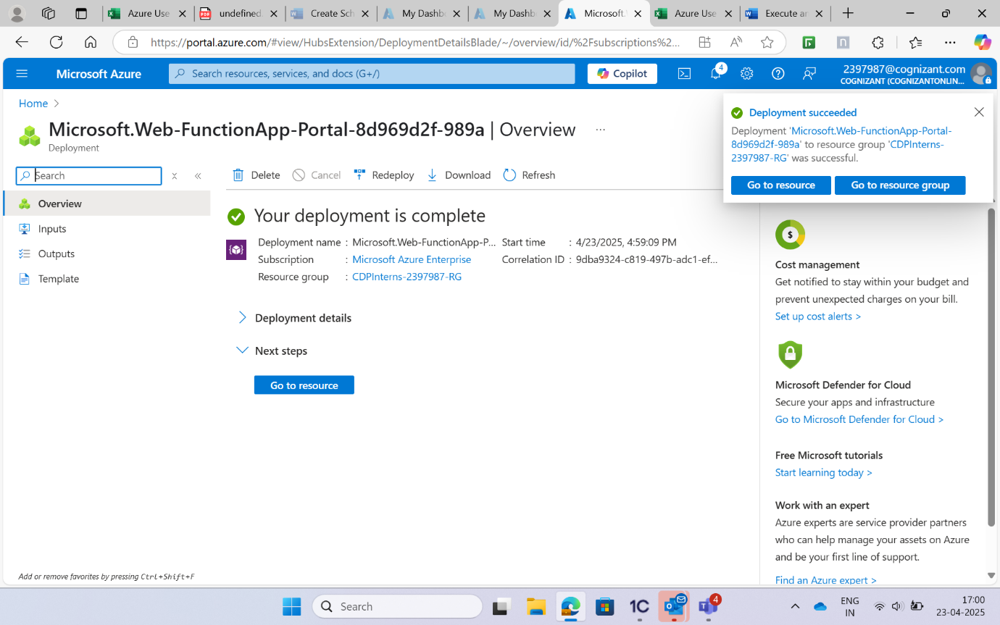 Azure Use
undefined.
Create Sch
My Dashb
My Dashb
Microsoft.
Azure Use
Execute an
https://portal.azure.com/#view/HubsExtension/DeploymentDetailsBlade/~/overview/id/%2Fsubscriptions%2...
Microsoft Azure
Search resources, services, and docs (G+/)
Copilot
4
2397987@cognizant.com
COGNIZANT (COGNIZANTONLIN...
Home
Microsoft.Web-FunctionApp-Portal-8d969d2f-989a | Overview
...
Deployment
Deployment succeeded
Deployment 'Microsoft.Web-FunctionApp-Portal-
8d969d2f-989a' to resource group 'CDPInterns-
2397987-RG' was successful.
Go to resource
Go to resource group
Search
Delete
Cancel
Redeploy
Download
Refresh
Overview
Inputs
Outputs
Template
Your deployment is complete
Deployment name : Microsoft.Web-FunctionApp-P...
Start time : 4/23/2025, 4:59:09 PM
Subscription : Microsoft Azure Enterprise
Correlation ID : 9dba9324-c819-497b-adc1-ef...
Resource group : CDPInterns-2397987-RG
Deployment details
Next steps
Go to resource
$
Cost management
Get notified to stay within your budget and
prevent unexpected charges on your bill.
Set up cost alerts >
Microsoft Defender for Cloud
Secure your apps and infrastructure
Go to Microsoft Defender for Cloud >
Free Microsoft tutorials
Start learning today >
Work with an expert
Azure experts are service provider partners
who can help manage your assets on Azure
and be your first line of support.
Find an Azure expert >
Add or remove favorites by pressing Ctrl+Shift+F
Search
1C
4
ENG
IN
17:00
23-04-2025